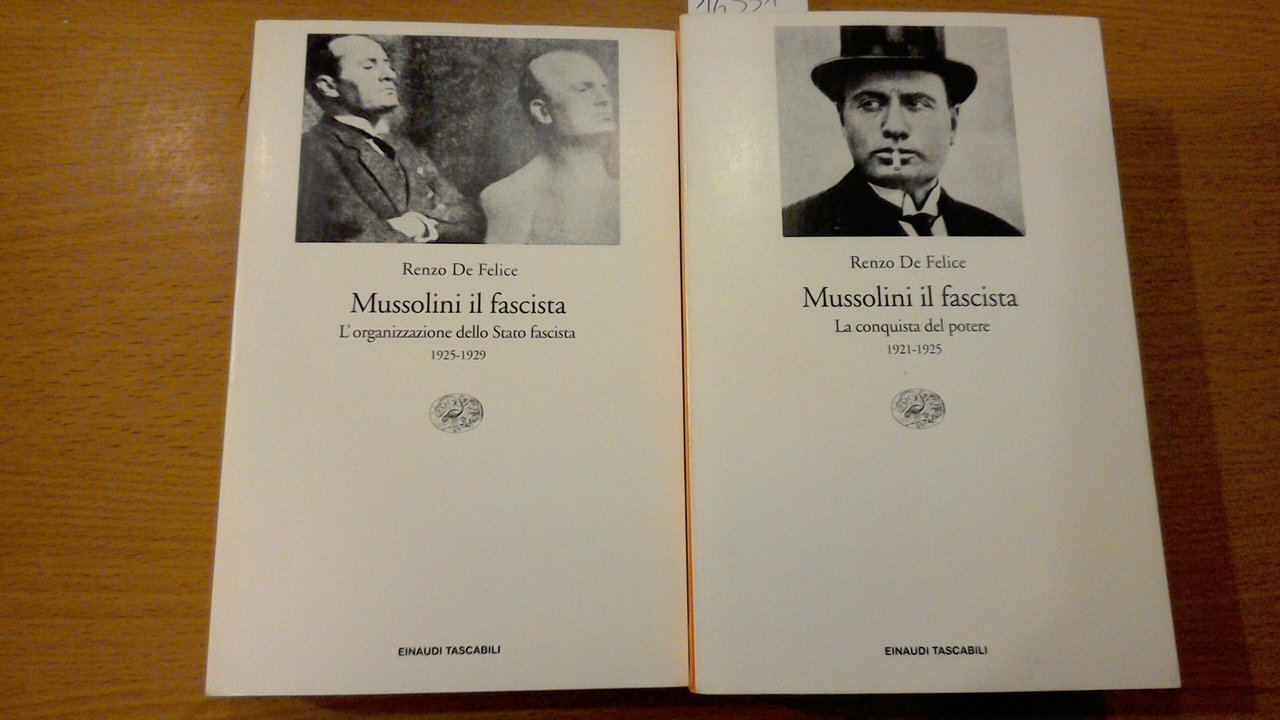 Renzo De Felice
Mussolini il fascista
L'organizzazione dello Stato fascista
1925-1929
EINAUDI TASCABILI
Renzo De Felice
Mussolini il fascista
La conquista del potere
1921-1925
EINAUDI TASCABILI